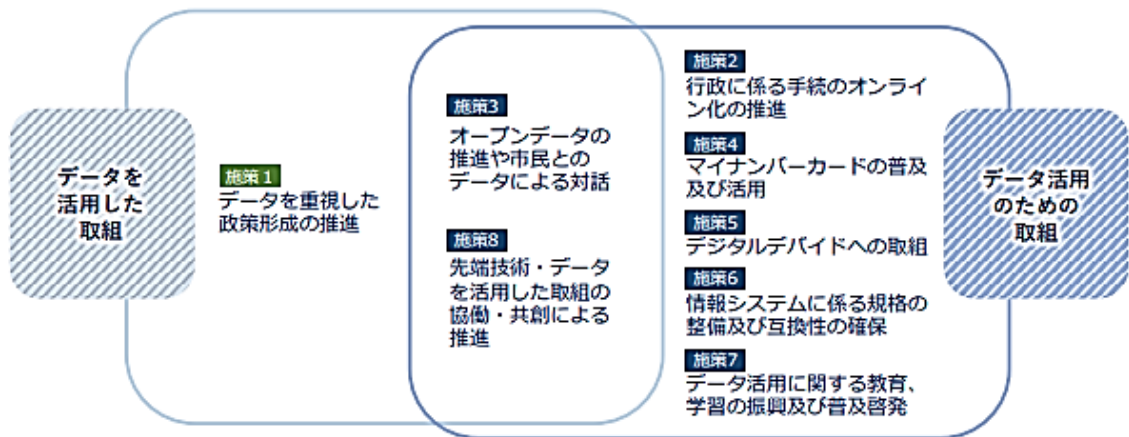 データを
活用した
取組
施策1
データを重視した
政策形成の推進
施策3
オープンデータの
推進や市民との
データによる対話
施策8
先端技術・データ
を活用した取組の
協働・共創による
推進
施策2
行政に係る手続のオンライ
ン化の推進
施策4
マイナンバーカードの普及
及び活用
施策5
デジタルデバイドへの取組
施策6
情報システムに係る規格の
整備及び互換性の確保
施策7
データ活用に関する教育、
学習の振興及び普及啓発
データ活用
のための
取組